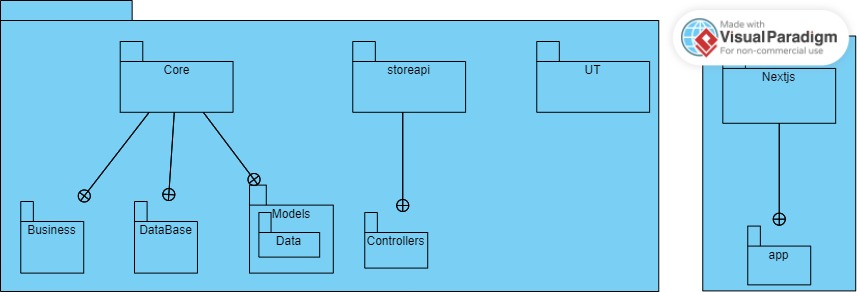 Made with
Visual Paradigm
For non-commercial use
Core
storeapi
UT
Nextjs
Business
DataBase
Models
Data
Controllers
app